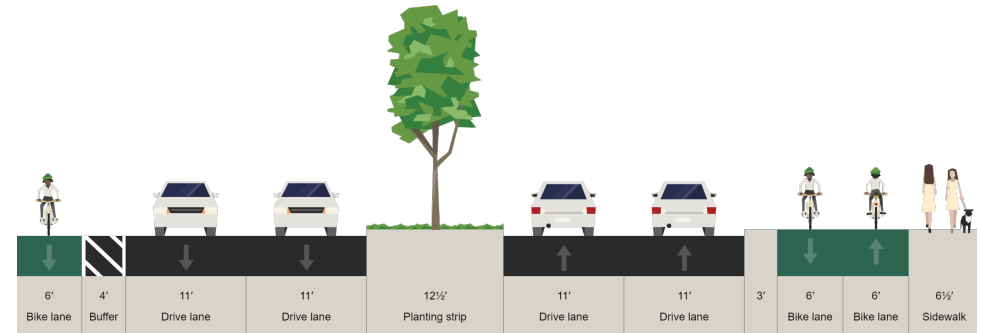 6′ 4′ 11′ 11′ 12½′ 11′ 11′ 3′ 6′ 6′ 6½′
Bike lane Buffer Drive lane Drive lane Planting strip Drive lane Drive lane Bike lane Bike lane Sidewalk